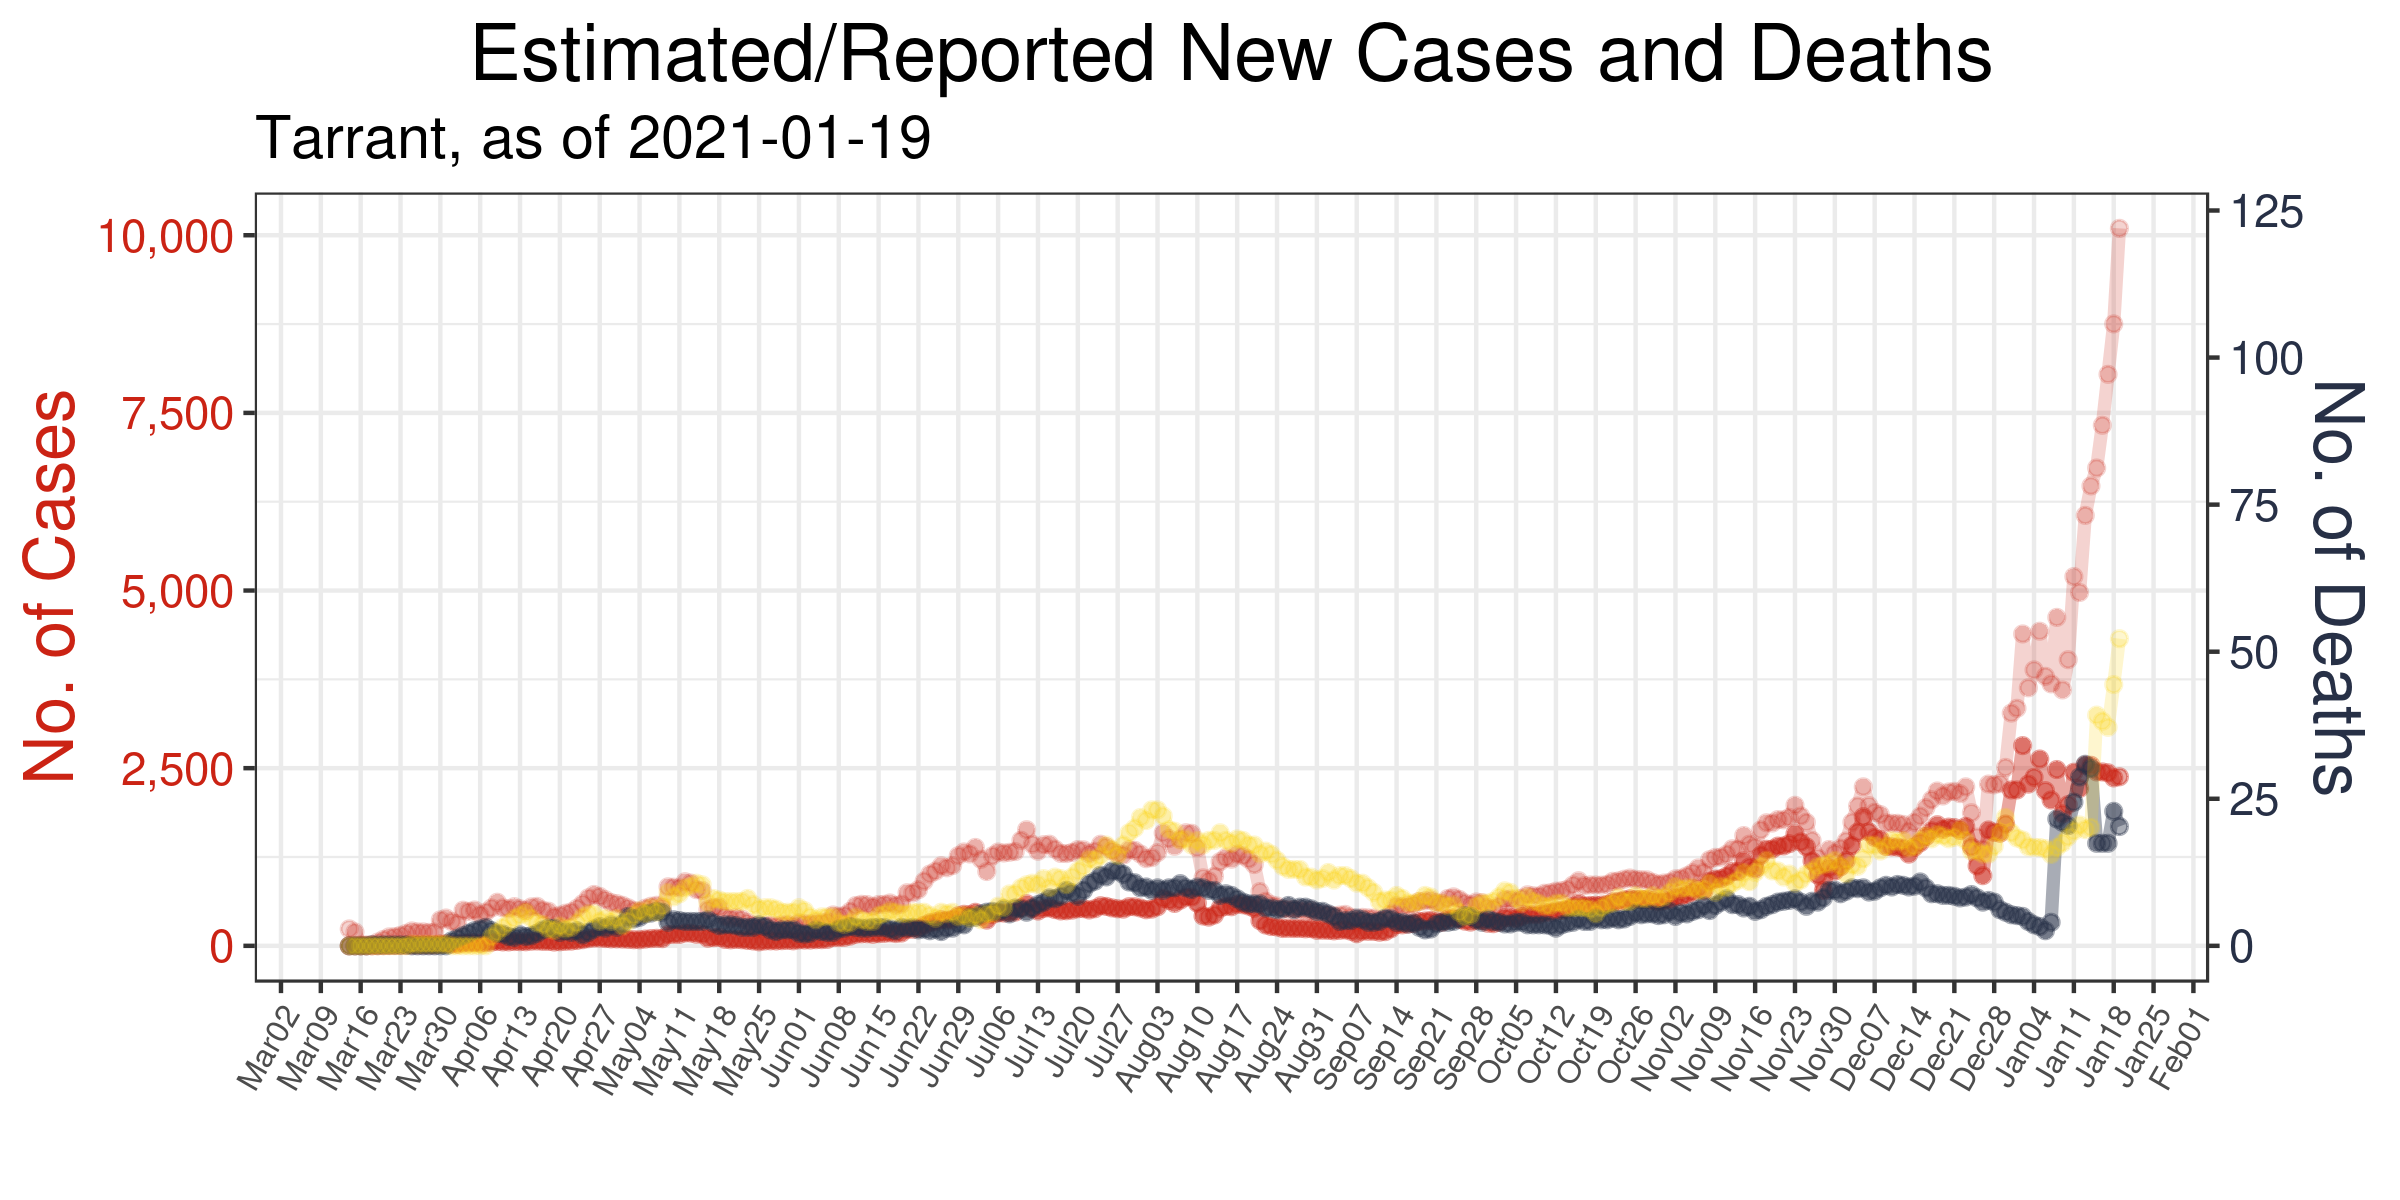 Estimated/Reported New Cases and Deaths
Tarrant, as of 2021-01-19
No. of Cases
10,000
7,500
5,000
2,500
0
125
100
75
50
25
0
No. of Deaths
Mar02
Mar09
Mar16
Mar23
Mar30
Apr06
Apr13
Apr20
Apr27
May04
May11
May18
May25
Jun01
Jun08
Jun15
Jun22
Jun29
Jul06
Jul13
Jul20
Jul27
Aug03
Aug10
Aug17
Aug24
Aug31
Sep07
Sep14
Sep21
Sep28
Oct05
Oct12
Oct19
Oct26
Nov02
Nov09
Nov16
Nov23
Nov30
Dec07
Dec14
Dec21
Dec28
Jan04
Jan11
Jan18
Jan25
Feb01